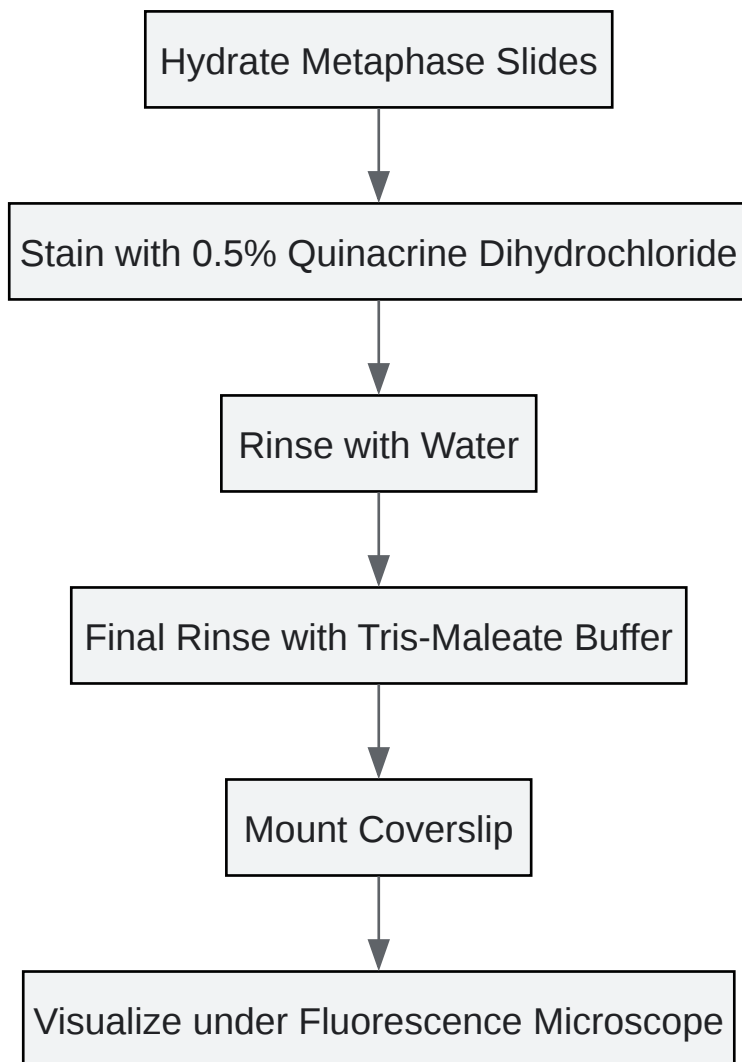 Hydrate Metaphase Slides
Stain with 0.5% Quinacrine Dihydrochloride
Rinse with Water
Final Rinse with Tris-Maleate Buffer
Mount Coverslip
Visualize under Fluorescence Microscope